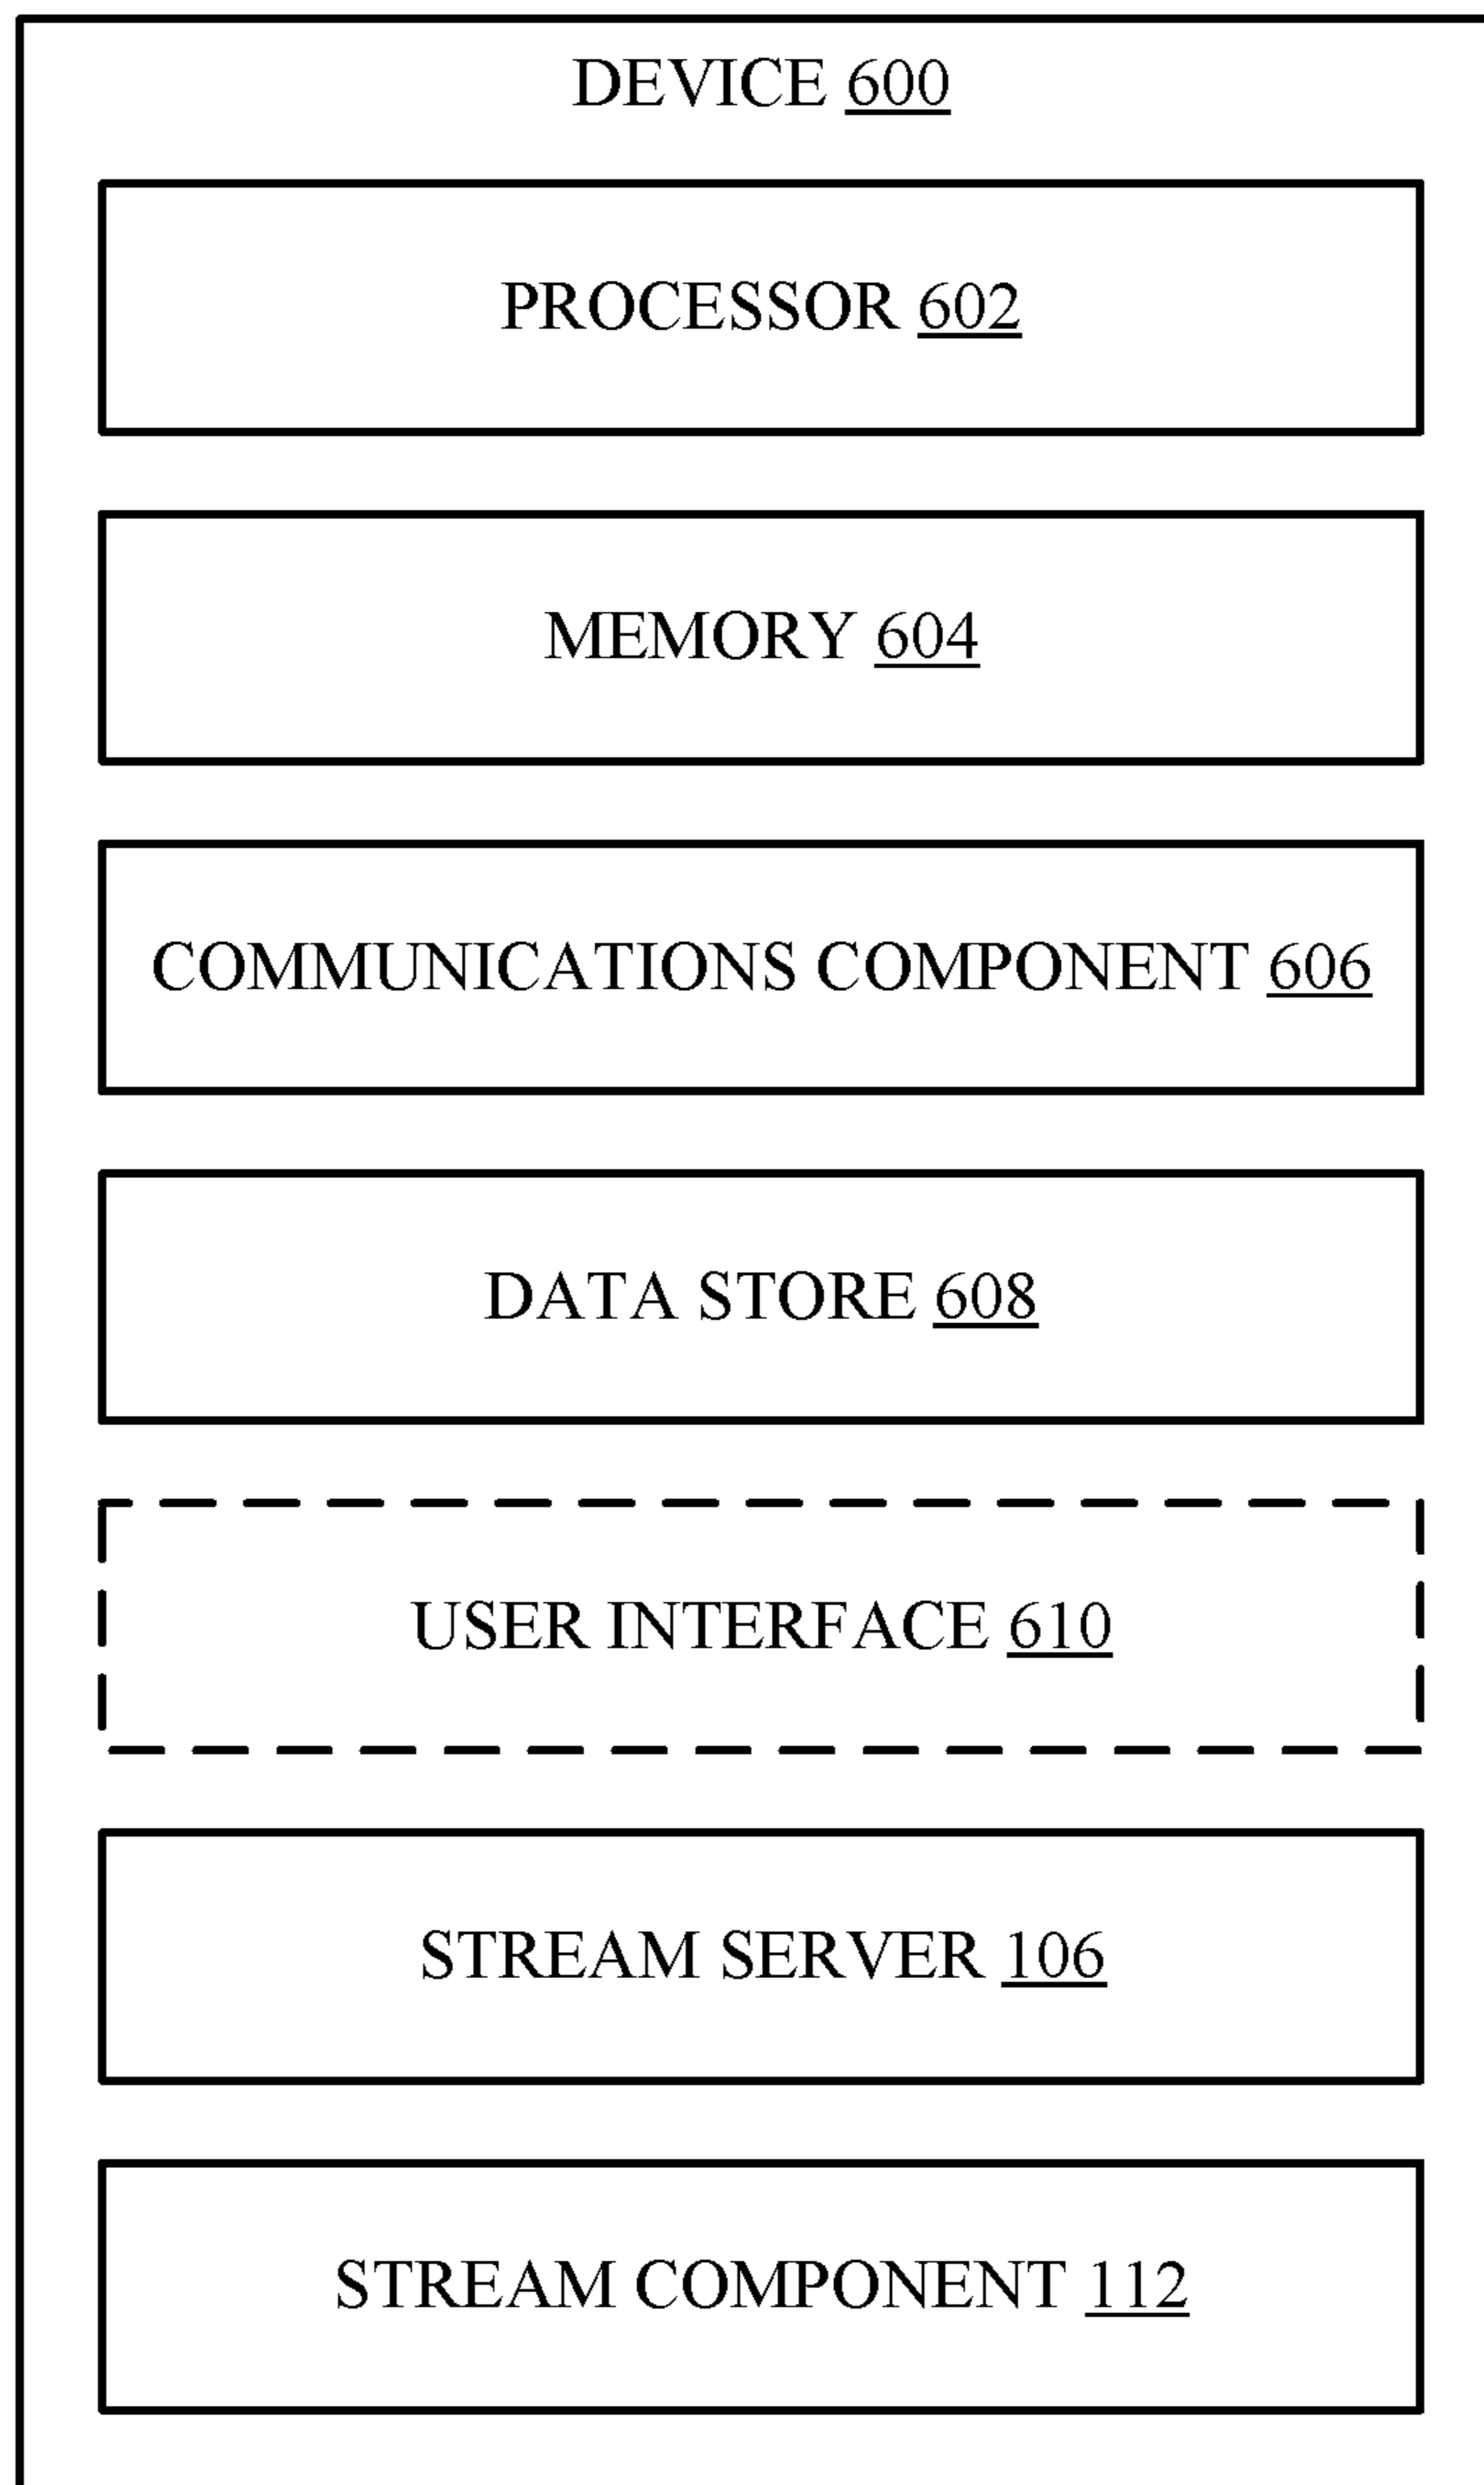 DEVICE 600
PROCESSOR 602
MEMORY 604
COMMUNICATIONS COMPONENT 606
DATA STORE 608
USER INTERFACE 610
STREAM SERVER 106
STREAM COMPONENT 112